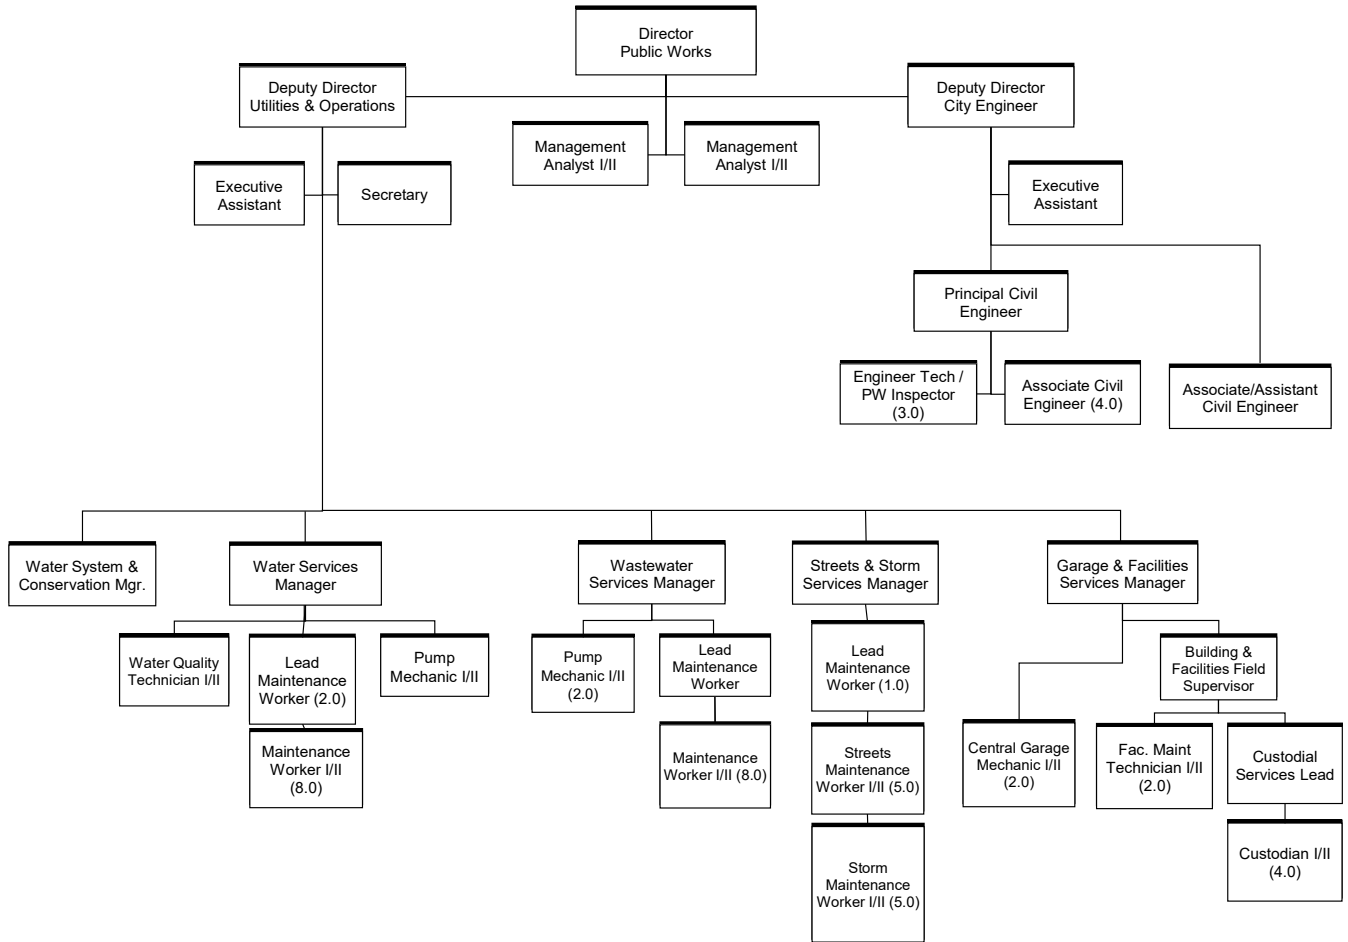 Director
Public Works
Deputy Director
Utilities & Operations
Deputy Director
City Engineer
Management
Analyst I/II
Management
Analyst I/II
Executive
Assistant
Secretary
Executive
Assistant
Principal Civil
Engineer
Engineer Tech /
PW Inspector
(3.0)
Associate Civil
Engineer (4.0)
Associate/Assistant
Civil Engineer
Water System &
Conservation Mgr.
Water Services
Manager
Wastewater
Services Manager
Streets & Storm
Services Manager
Garage & Facilities
Services Manager
Water Quality
Technician I/II
Lead
Maintenance
Worker (2.0)
Pump
Mechanic I/II
Pump
Mechanic I/II
(2.0)
Lead
Maintenance
Worker
Lead
Maintenance
Worker (1.0)
Building &
Facilities Field
Supervisor
Maintenance
Worker I/II
(8.0)
Maintenance
Worker I/II (8.0)
Streets
Maintenance
Worker I/II (5.0)
Central Garage
Mechanic I/II
(2.0)
Fac. Maint
Technician I/II
(2.0)
Custodial
Services Lead
Storm
Maintenance
Worker I/II (5.0)
Custodian I/II
(4.0)